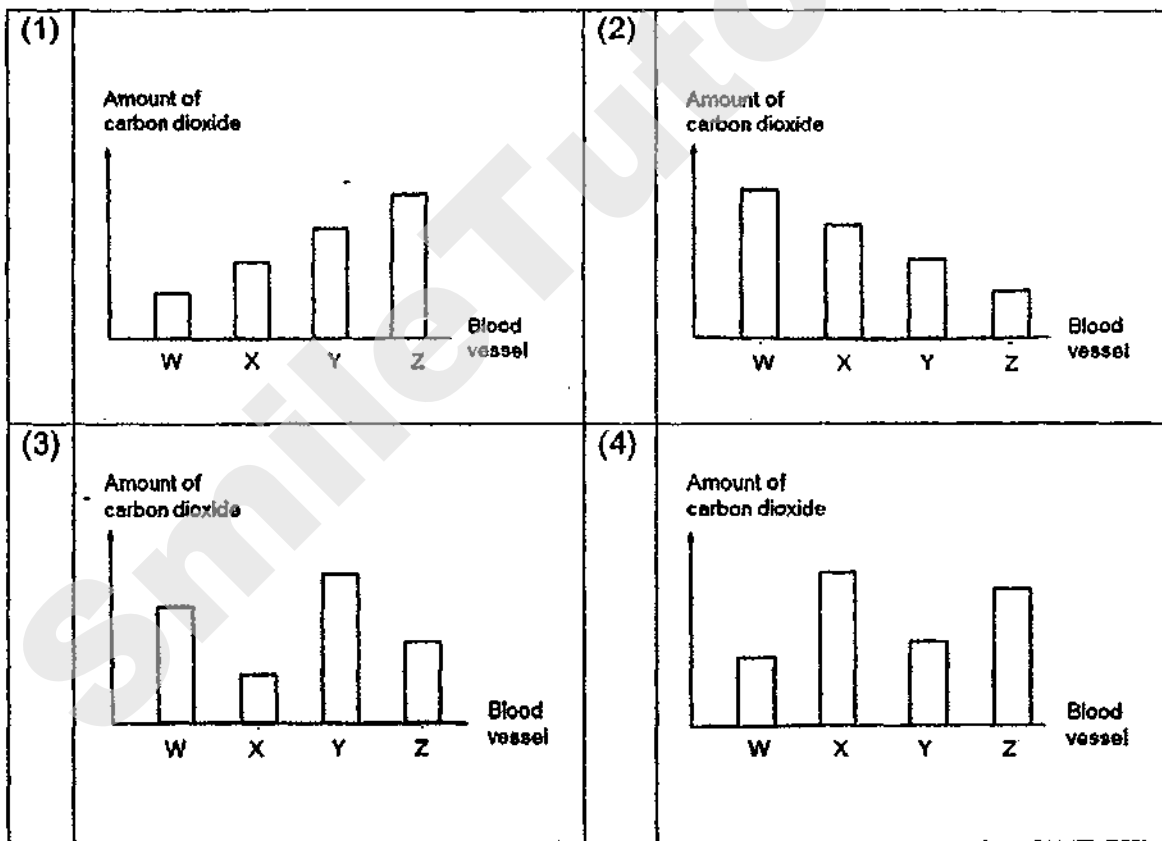 (1)
Amount of
carbon dioxide
Blood
vessel
W X Y Z
(2)
Amount of
carbon dioxide
Blood
vessel
W X Y Z
(3)
Amount of
carbon dioxide
Blood
vessel
W X Y Z
(4)
Amount of
carbon dioxide
Blood
vessel
W X Y Z
SmileTuto